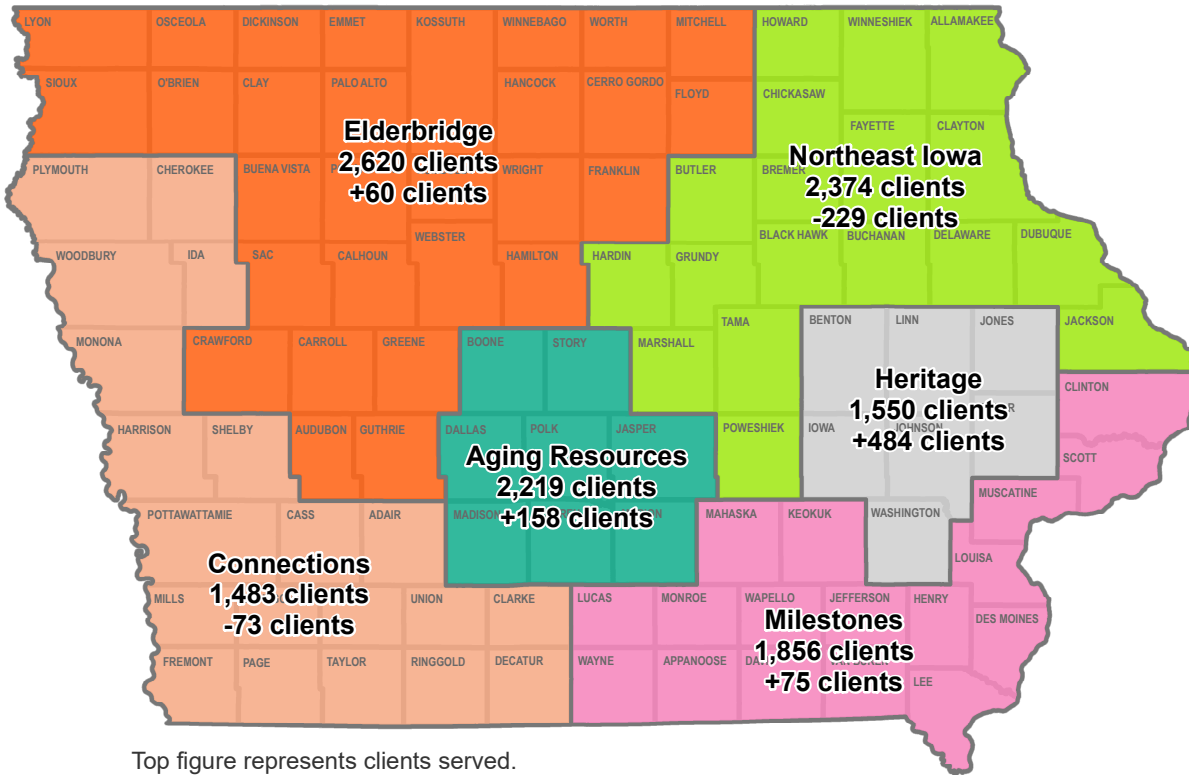 LYON OSCEOLA DICKINSON EMMET KOSSUTH WINNEBAGO WORTH MITCHELL HOWARD WINNESHIEK ALLAMAKEE
SIOUX O'BRIEN CLAY PALO ALTO HANCOCK CERRO GORDO FLOYD CHICKASAW
FAYETTE CLAYTON
Elderbridge
2,620 clients
+60 clients
Northeast Iowa
2,374 clients
-229 clients
PLYMOUTH CHEROKEE BUENA VISTA WRIGHT FRANKLIN BUTLER BREMER
WEBSTER BLACK HAWK BUCHANAN DELAWARE DUBUQUE
WOODBURY IDA SAC CALHOUN HAMILTON HARDIN GRUNDY
TAMA BENTON LINN JONES JACKSON
MONONA CRAWFORD CARROLL GREENE BOONE STORY MARSHALL
Heritage
1,550 clients
+484 clients
CLINTON
HARRISON SHELBY AUDUBON GUTHRIE DALLAS POLK JASPER POWESHIEK IOWA JOHNSON
SCOTT
Aging Resources
2,219 clients
+158 clients
MUSCATINE
POTTAWATTAMIE CASS ADAIR MADISON MAHASKA KEOKUK WASHINGTON
LOUISA
Connections
1,483 clients
-73 clients
MILLS UNION CLARKE LUCAS MONROE WAPELLO JEFFERSON HENRY
DES MOINES
Milestones
1,856 clients
+75 clients
FREMONT PAGE TAYLOR RINGGOLD DECATUR WAYNE APPANOOSE LEE
Top figure represents clients served.